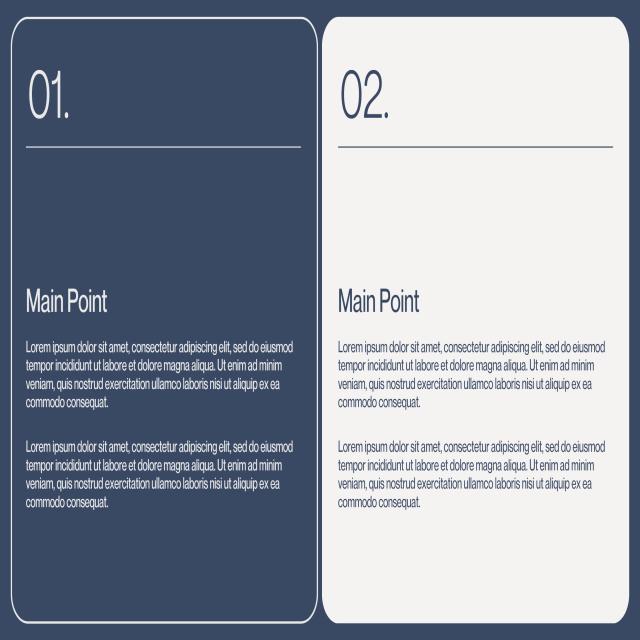 01.
Main Point
Lorem ipsum dolor sit amet, consectetur adipiscing elit, sed do eiusmod
tempor incididunt ut labore et dolore magna aliqua. Ut enim ad minim
veniam, quis nostrud exercitation ullamco laboris nisi ut aliquip ex ea
commodo consequat.
Lorem ipsum dolor sit amet, consectetur adipiscing elit, sed do eiusmod
tempor incididunt ut labore et dolore magna aliqua. Ut enim ad minim
veniam, quis nostrud exercitation ullamco laboris nisi ut aliquip ex ea
commodo consequat.
02.
Main Point
Lorem ipsum dolor sit amet, consectetur adipiscing elit, sed do eiusmod
tempor incididunt ut labore et dolore magna aliqua. Ut enim ad minim
veniam, quis nostrud exercitation ullamco laboris nisi ut aliquip ex ea
commodo consequat.
Lorem ipsum dolor sit amet, consectetur adipiscing elit, sed do eiusmod
tempor incididunt ut labore et dolore magna aliqua. Ut enim ad minim
veniam, quis nostrud exercitation ullamco laboris nisi ut aliquip ex ea
commodo consequat.